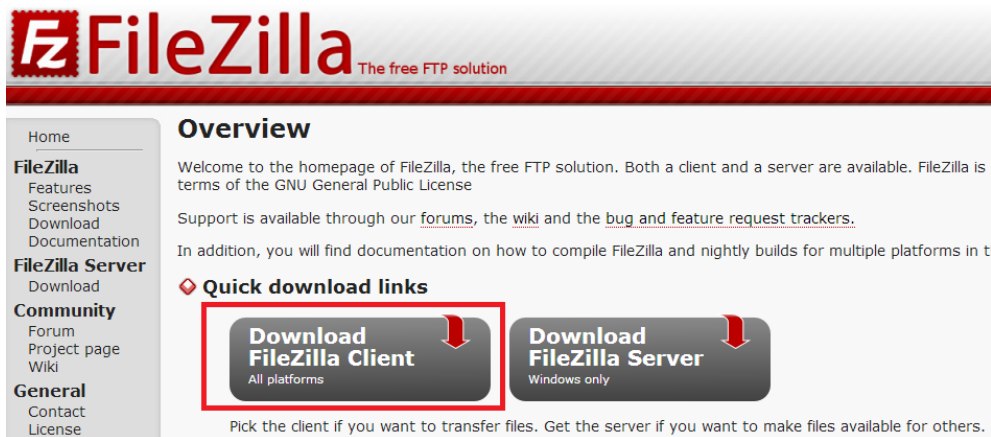 Fz FileZilla The free FTP solution
Home
FileZilla
Features
Screenshots
Download
Documentation
FileZilla Server
Download
Community
Forum
Project page
Wiki
General
Contact
License
Overview
Welcome to the homepage of FileZilla, the free FTP solution. Both a client and a server are available. FileZilla is
terms of the GNU General Public License
Support is available through our forums, the wiki and the bug and feature request trackers.
In addition, you will find documentation on how to compile FileZilla and nightly builds for multiple platforms in t
Quick download links
Download
FileZilla Client
All platforms
Download
FileZilla Server
Windows only
Pick the client if you want to transfer files. Get the server if you want to make files available for others.